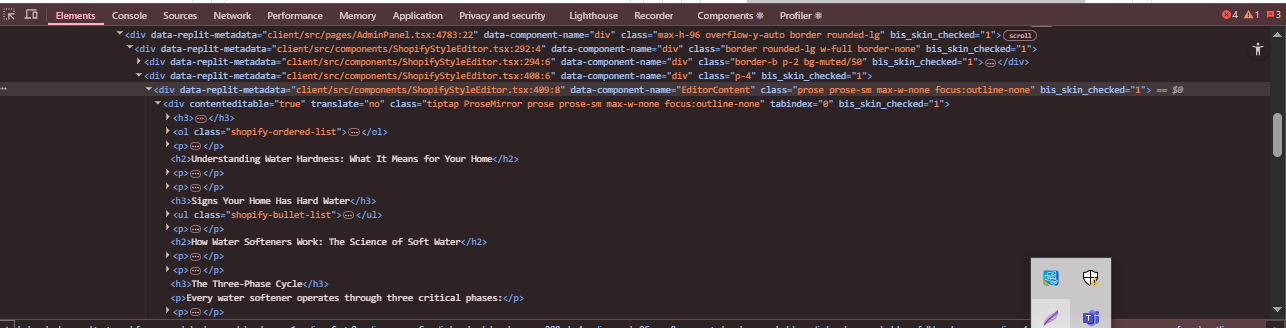 Elements Console Sources Network Performance Memory Application Privacy and security Lighthouse Recorder Components Profiler 4 1 3
<div data-replit-metadata="client/src/pages/AdminPanel.tsx:4783:22" data-component-name="div" class="max-h-96 overflow-y-auto border rounded-lg" bis_skin_checked="1"> scroll
<div data-replit-metadata="client/src/components/ShopifyStyleEditor.tsx:292:4" data-component-name="div" class="border rounded-lg w-full border-none" bis_skin_checked="1">
<div data-replit-metadata="client/src/components/ShopifyStyleEditor.tsx:294:6" data-component-name="div" class="border-b p-2 bg-muted/50" bis_skin_checked="1">…</div>
<div data-replit-metadata="client/src/components/ShopifyStyleEditor.tsx:408:6" data-component-name="div" class="p-4" bis_skin_checked="1">
<div data-replit-metadata="client/src/components/ShopifyStyleEditor.tsx:409:8" data-component-name="EditorContent" class="prose prose-sm max-w-none focus:outline-none" bis_skin_checked="1"> == $0
<div contenteditable="true" translate="no" class="tiptap ProseMirror prose prose-sm max-w-none focus:outline-none" tabindex="0" bis_skin_checked="1">
<h3>…</h3>
<ol class="shopify-ordered-list">…</ol>
<p>…</p>
<h2>Understanding Water Hardness: What It Means for Your Home</h2>
<p>…</p>
<p>…</p>
<h3>Signs Your Home Has Hard Water</h3>
<ul class="shopify-bullet-list">…</ul>
<p>…</p>
<h2>How Water Softeners Work: The Science of Soft Water</h2>
<p>…</p>
<p>…</p>
<h3>The Three-Phase Cycle</h3>
<p>Every water softener operates through three critical phases:</p>
<p>…</p>